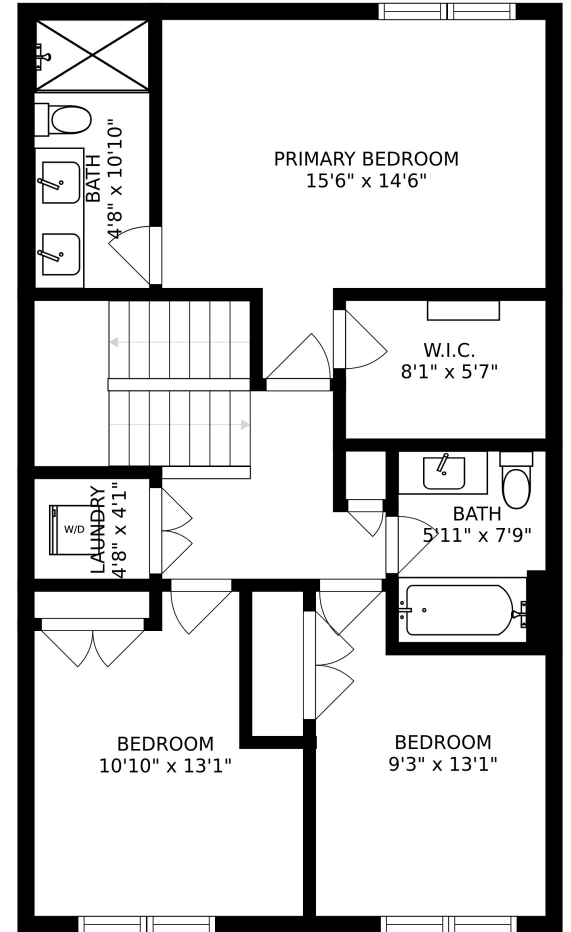 BATH
4'8" x 10'10"
PRIMARY BEDROOM
15'6" x 14'6"
W.I.C.
8'1" x 5'7"
W/D
LAUNDRY
4'8" x 4'1"
BATH
5'11" x 7'9"
BEDROOM
10'10" x 13'1"
BEDROOM
9'3" x 13'1"